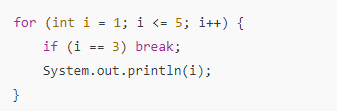 for (int i = 1; i <= 5; i++) {
    if (i == 3) break;
    System.out.println(i);
}